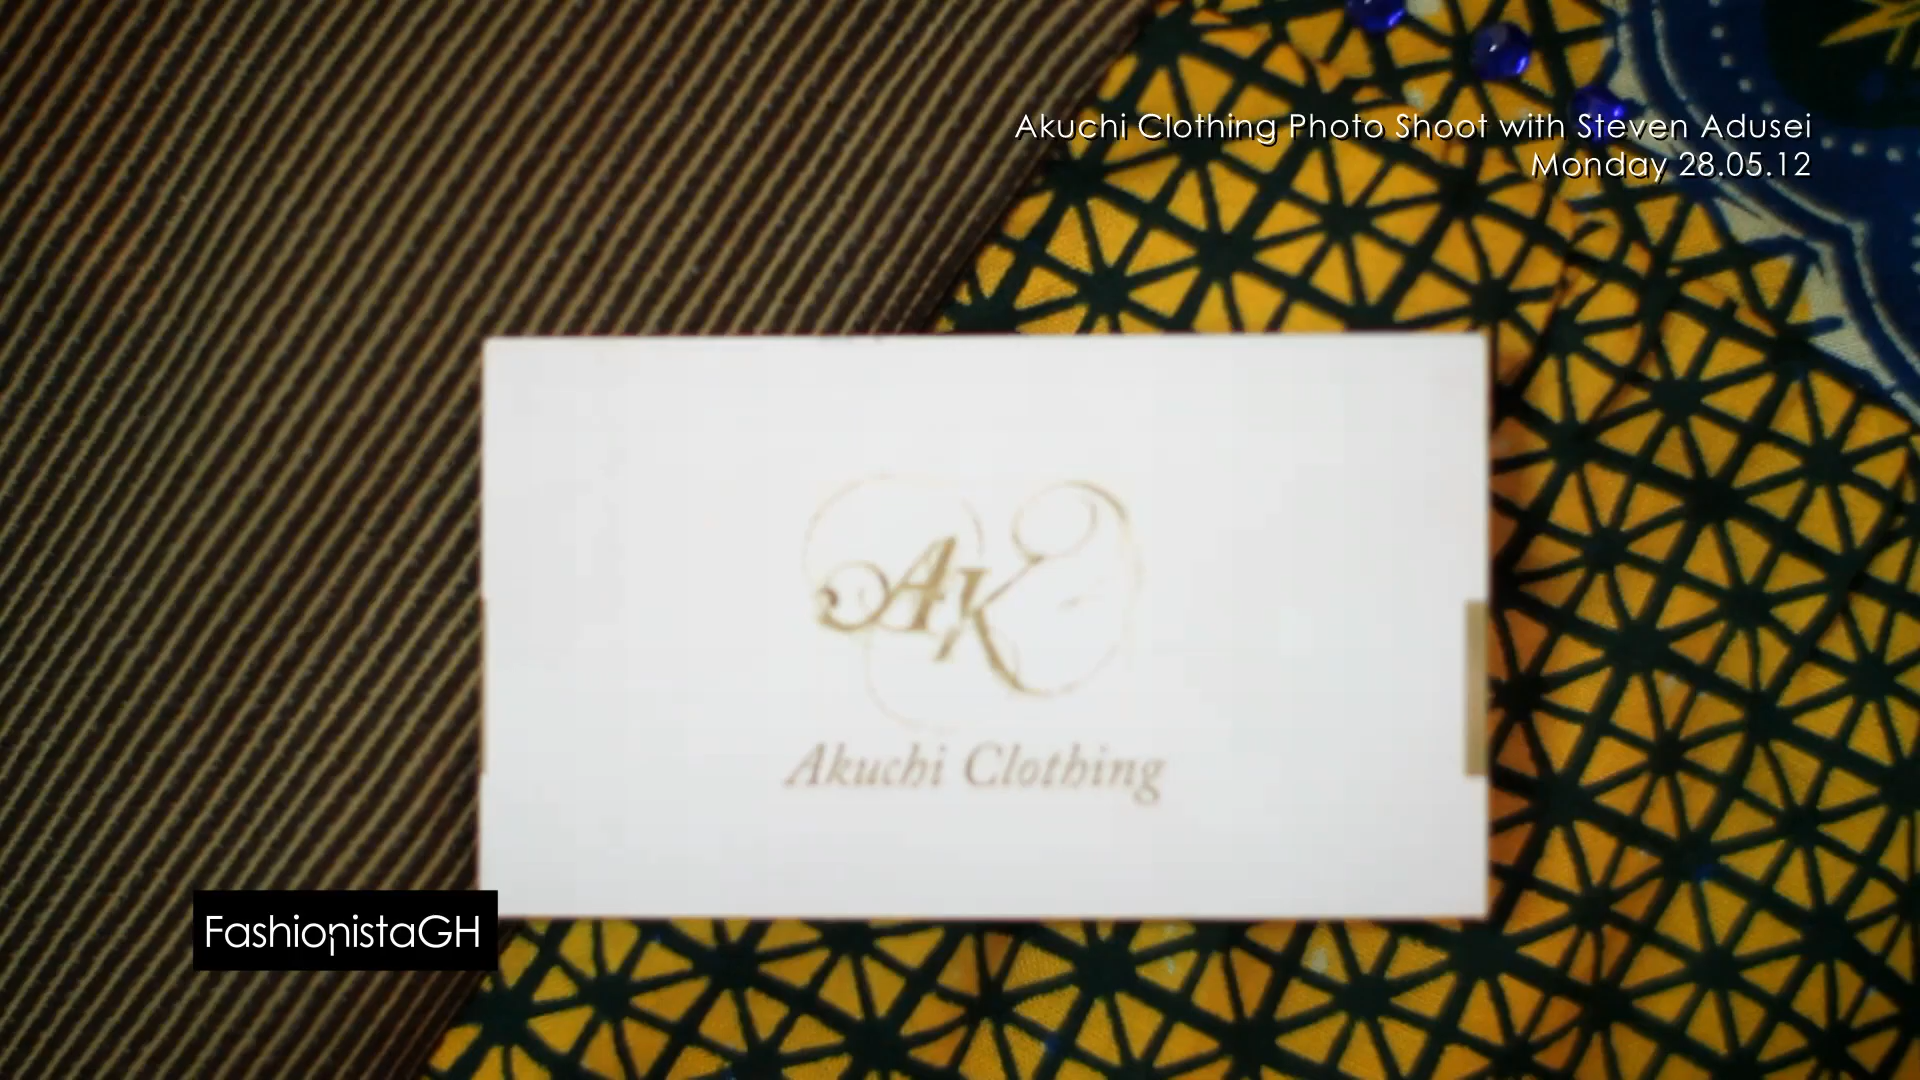 Akuchi Clothing Photo Shoot with Steven Adusei
Monday 28.05.12
AK
Akuchi Clothing
FashionistaGH